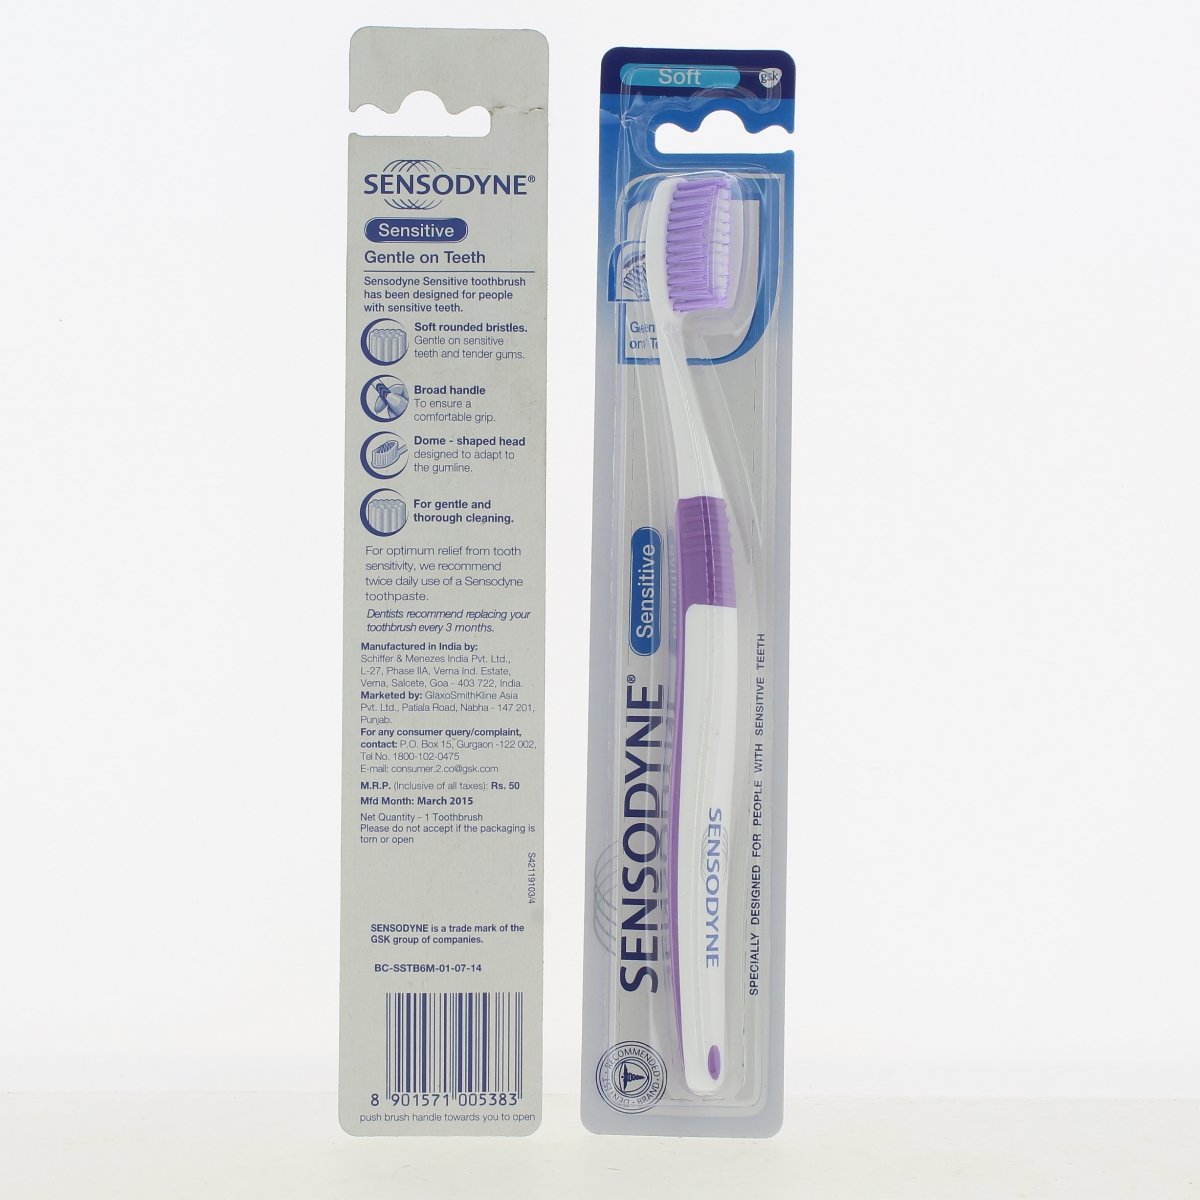 SENSODYNE®
Sensitive
Gentle on Teeth
Sensodyne Sensitive toothbrush
has been designed for people
with sensitive teeth.
Soft rounded bristles.
Gentle on sensitive
teeth and tender gums.
Broad handle
To ensure a
comfortable grip.
Dome - shaped head
designed to adapt to
the gumline.
For gentle and
thorough cleaning.
For optimum relief from tooth
sensitivity, we recommend
twice daily use of a Sensodyne
toothpaste.
Dentists recommend replacing your
toothbrush every 3 months.
Manufactured in India by:
Schiffer & Menezes India Pvt. Ltd.,
L-27, Phase IIA, Verna Ind. Estate,
Verna, Salcete, Goa - 403 722, India.
Marketed by: GlaxoSmithKline Asia
Pvt. Ltd., Patiala Road, Nabha - 147 201,
Punjab.
For any consumer query/complaint,
contact: P.O. Box 15, Gurgaon -122 002,
Tel No. 1800-102-0475
E-mail: consumer.2.co@gsk.com
M.R.P. (Inclusive of all taxes): Rs. 50
Mfd Month: March 2015
Net Quantity - 1 Toothbrush
Please do not accept if the packaging is
torn or open
S42119103/4
SENSODYNE is a trade mark of the
GSK group of companies.
BC-SSTB6M-01-07-14
8 901571 005383
push brush handle towards you to open
Soft
gsk
on
Sensitive
SENSODYNE®
SENSODYNE
SPECIALLY DESIGNED FOR PEOPLE WITH SENSITIVE TEETH
DENTIST RECOMMENDED BRAND